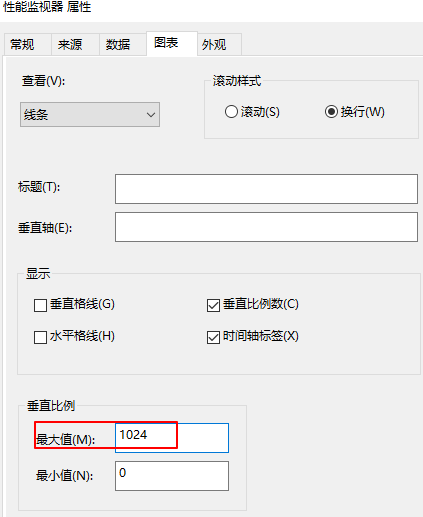 性能监视器 属性
常规 来源 数据 图表 外观
查看(V):
线条
滚动样式
滚动(S) 换行(W)
标题(T):
垂直轴(E):
显示
垂直格线(G) 垂直比例数(C)
水平格线(H) 时间轴标签(X)
垂直比例
最大值(M): 1024
最小值(N): 0